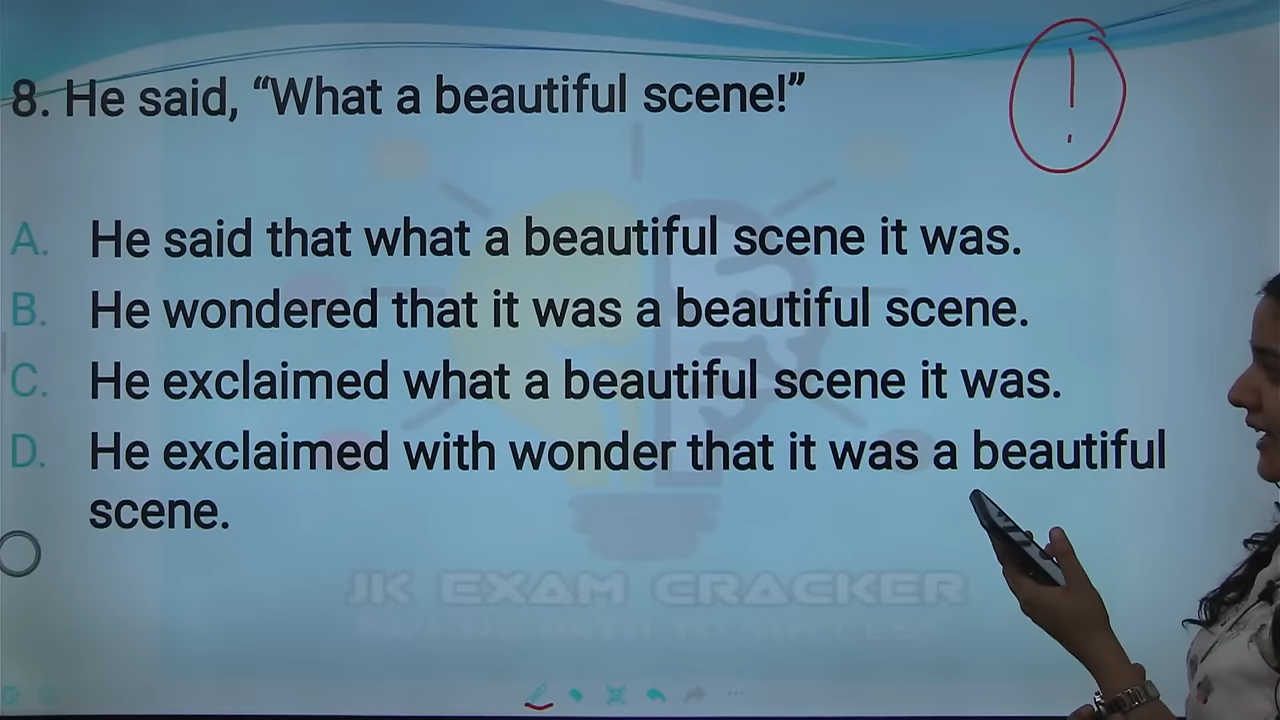 8. He said, “What a beautiful scene!”
!
A. He said that what a beautiful scene it was.
B. He wondered that it was a beautiful scene.
C. He exclaimed what a beautiful scene it was.
D. He exclaimed with wonder that it was a beautiful
scene.
JK EXAM CRACKER